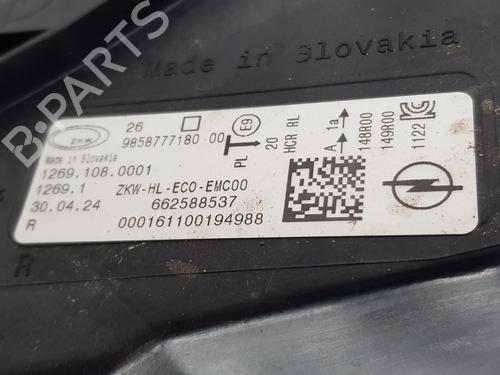 Made in Slovakia
ZKW
26
9858777180 00
Made in Slovakia
1269.108.0001
1269.1
ZKW-HL-ECO-EMC00
30.04.24
662588537
R
000161100194988
E9
PL
20
HCR RL
A
1a
148R00
149R00
1122
R
B-PARTS